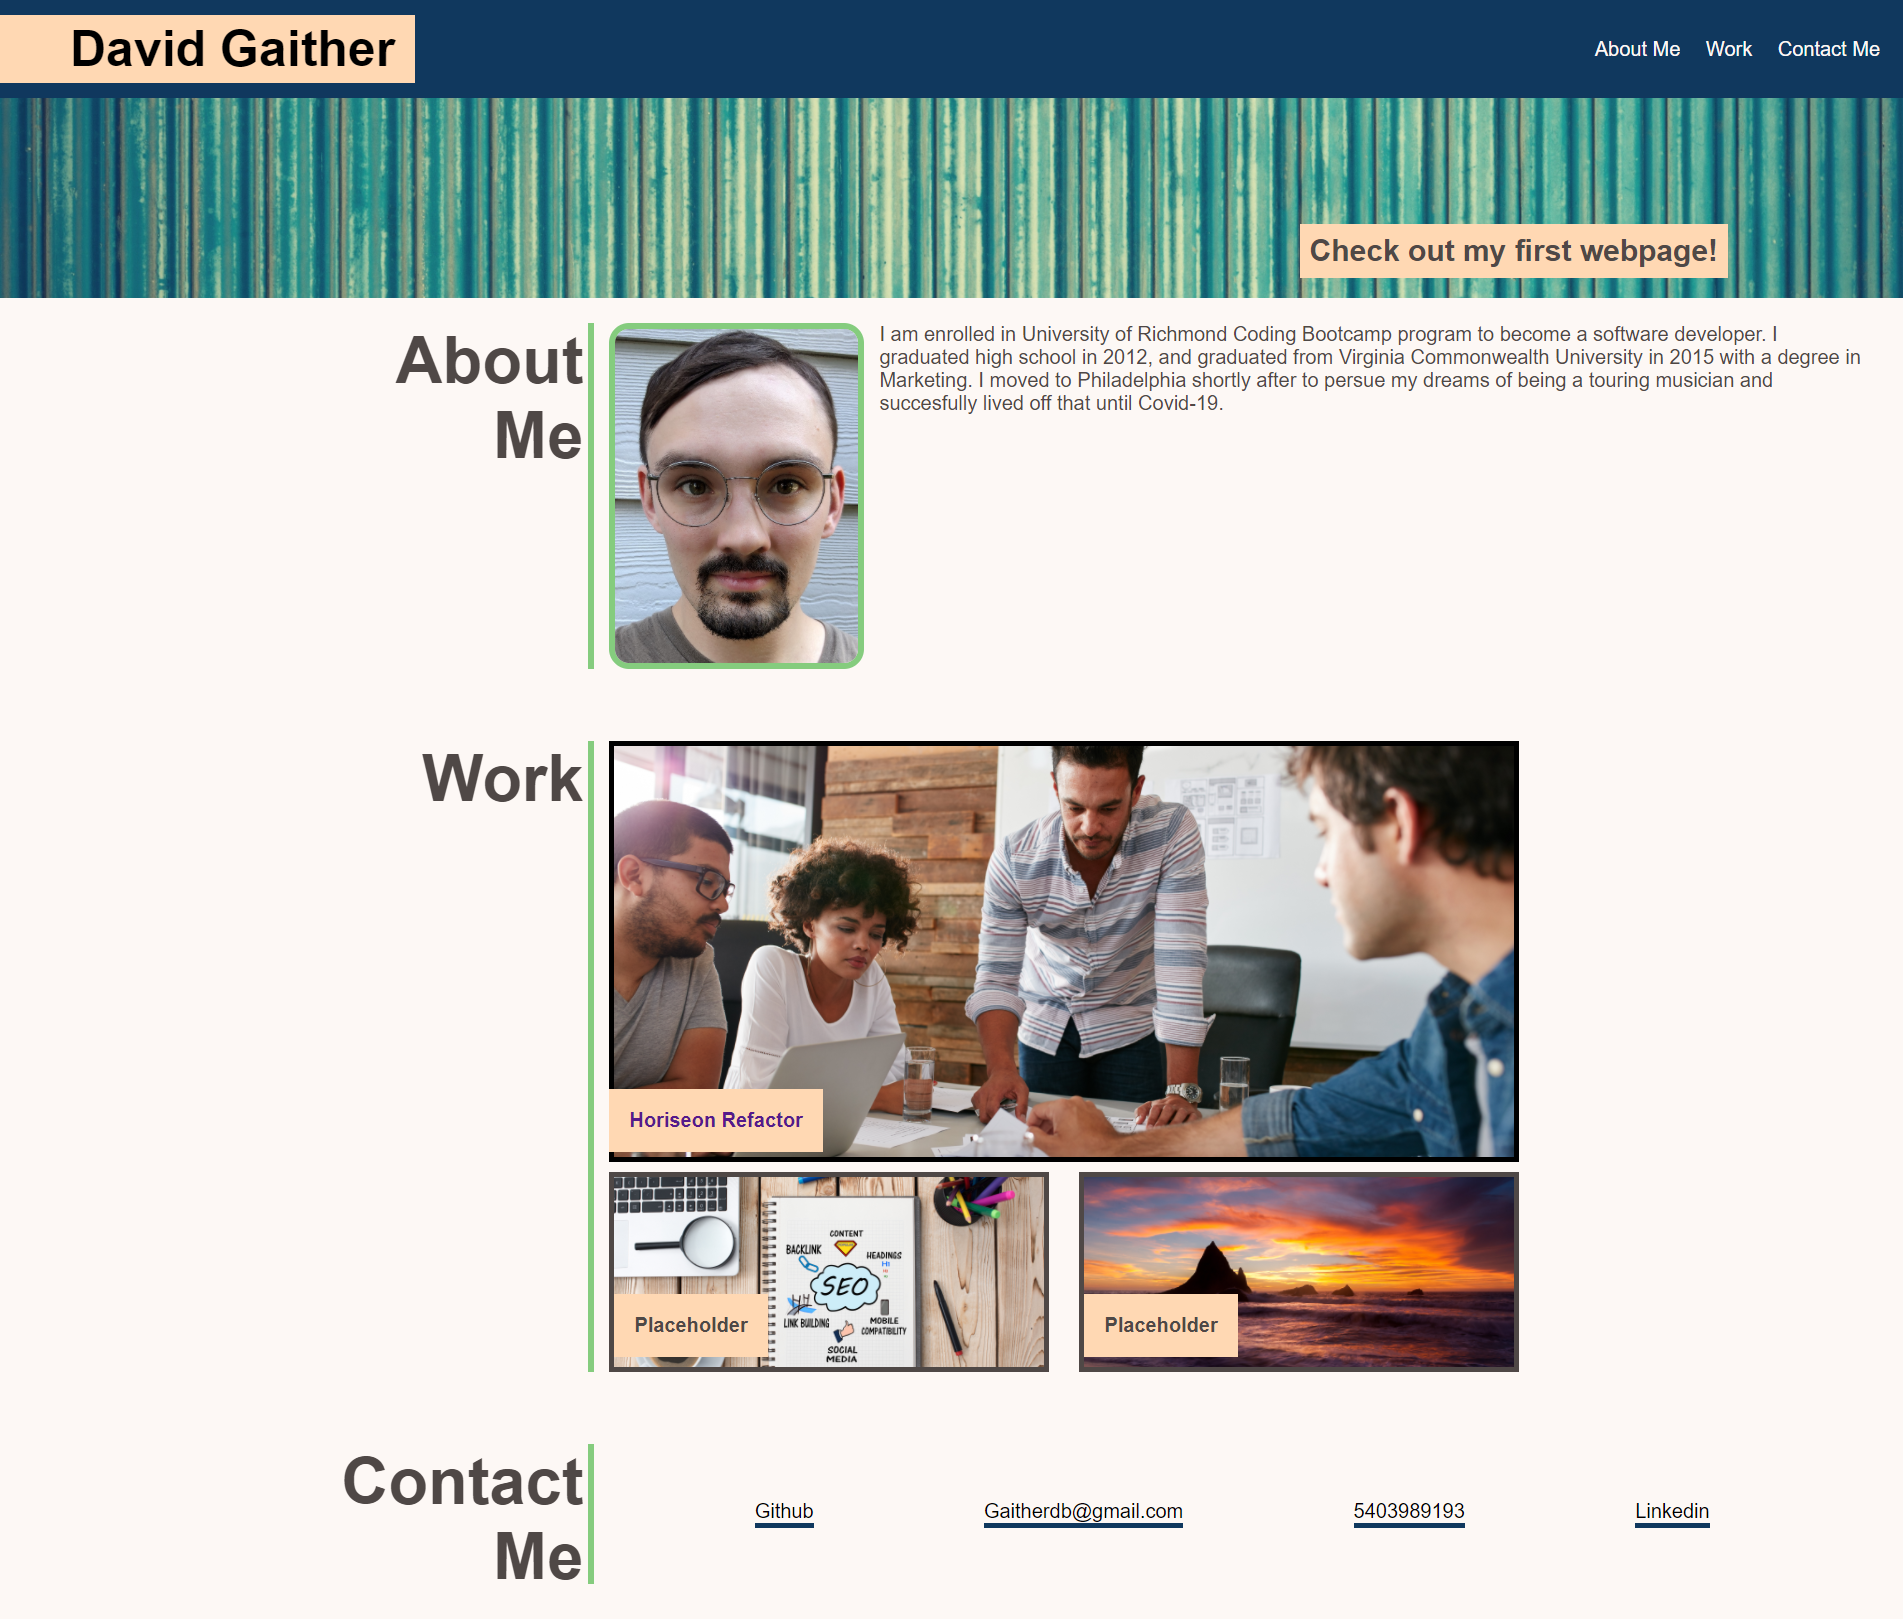 David Gaither
About Me
Work
Contact Me
Check out my first webpage!
About
Me
I am enrolled in University of Richmond Coding Bootcamp program to become a software developer. I
graduated high school in 2012, and graduated from Virginia Commonwealth University in 2015 with a degree in
Marketing. I moved to Philadelphia shortly after to persue my dreams of being a touring musician and
succesfully lived off that until Covid-19.
Work
Horiseon Refactor
CONTENT
BACKLINK
HEADINGS
H1
SEO
LINK BUILDING
MOBILE
COMPATIBILITY
SOCIAL
MEDIA
Placeholder
Placeholder
Contact
Me
Github
Gaitherdb@gmail.com
5403989193
Linkedin